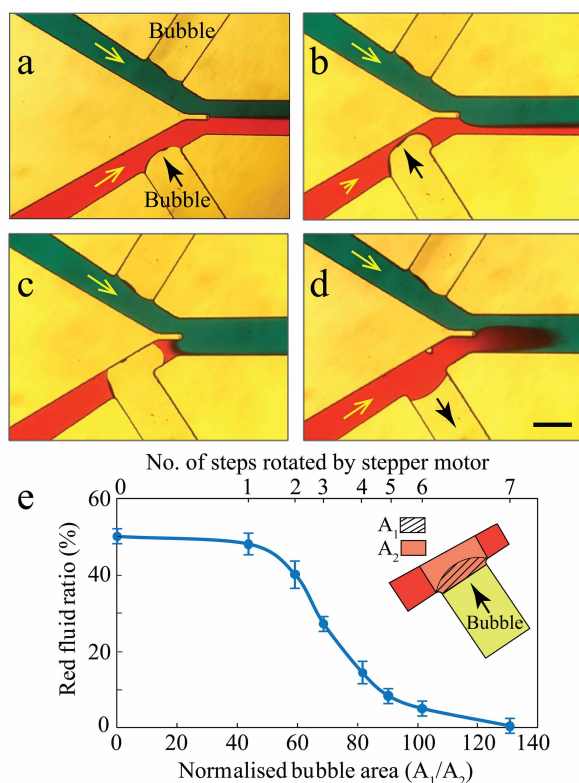 a
Bubble
Bubble
b
c
d
No. of steps rotated by stepper motor
e
0 1 2 3 4 5 6 7
60
40
20
0
Red fluid ratio (%)
A1
A2
Bubble
0 20 40 60 80 100 120 140
Normalised bubble area (A1/A2)